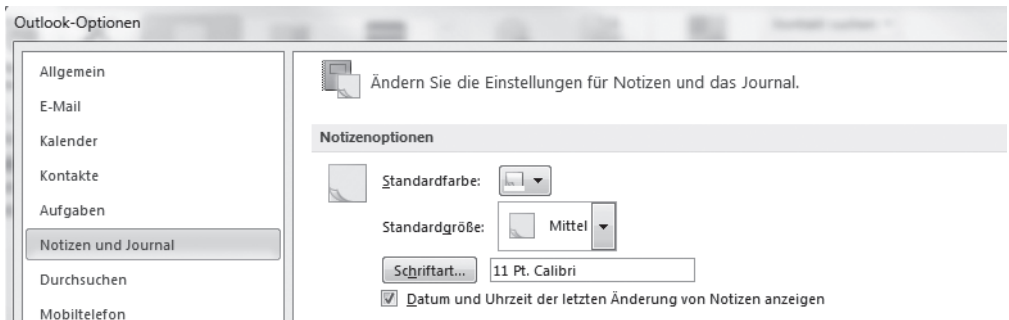 Outlook-Optionen
Allgemein
E-Mail
Kalender
Kontakte
Aufgaben
Notizen und Journal
Durchsuchen
Mobiltelefon
Ändern Sie die Einstellungen für Notizen und das Journal.
Notizenoptionen
Standardfarbe:
Standardgröße: Mittel
Schriftart... 11 Pt. Calibri
Datum und Uhrzeit der letzten Änderung von Notizen anzeigen